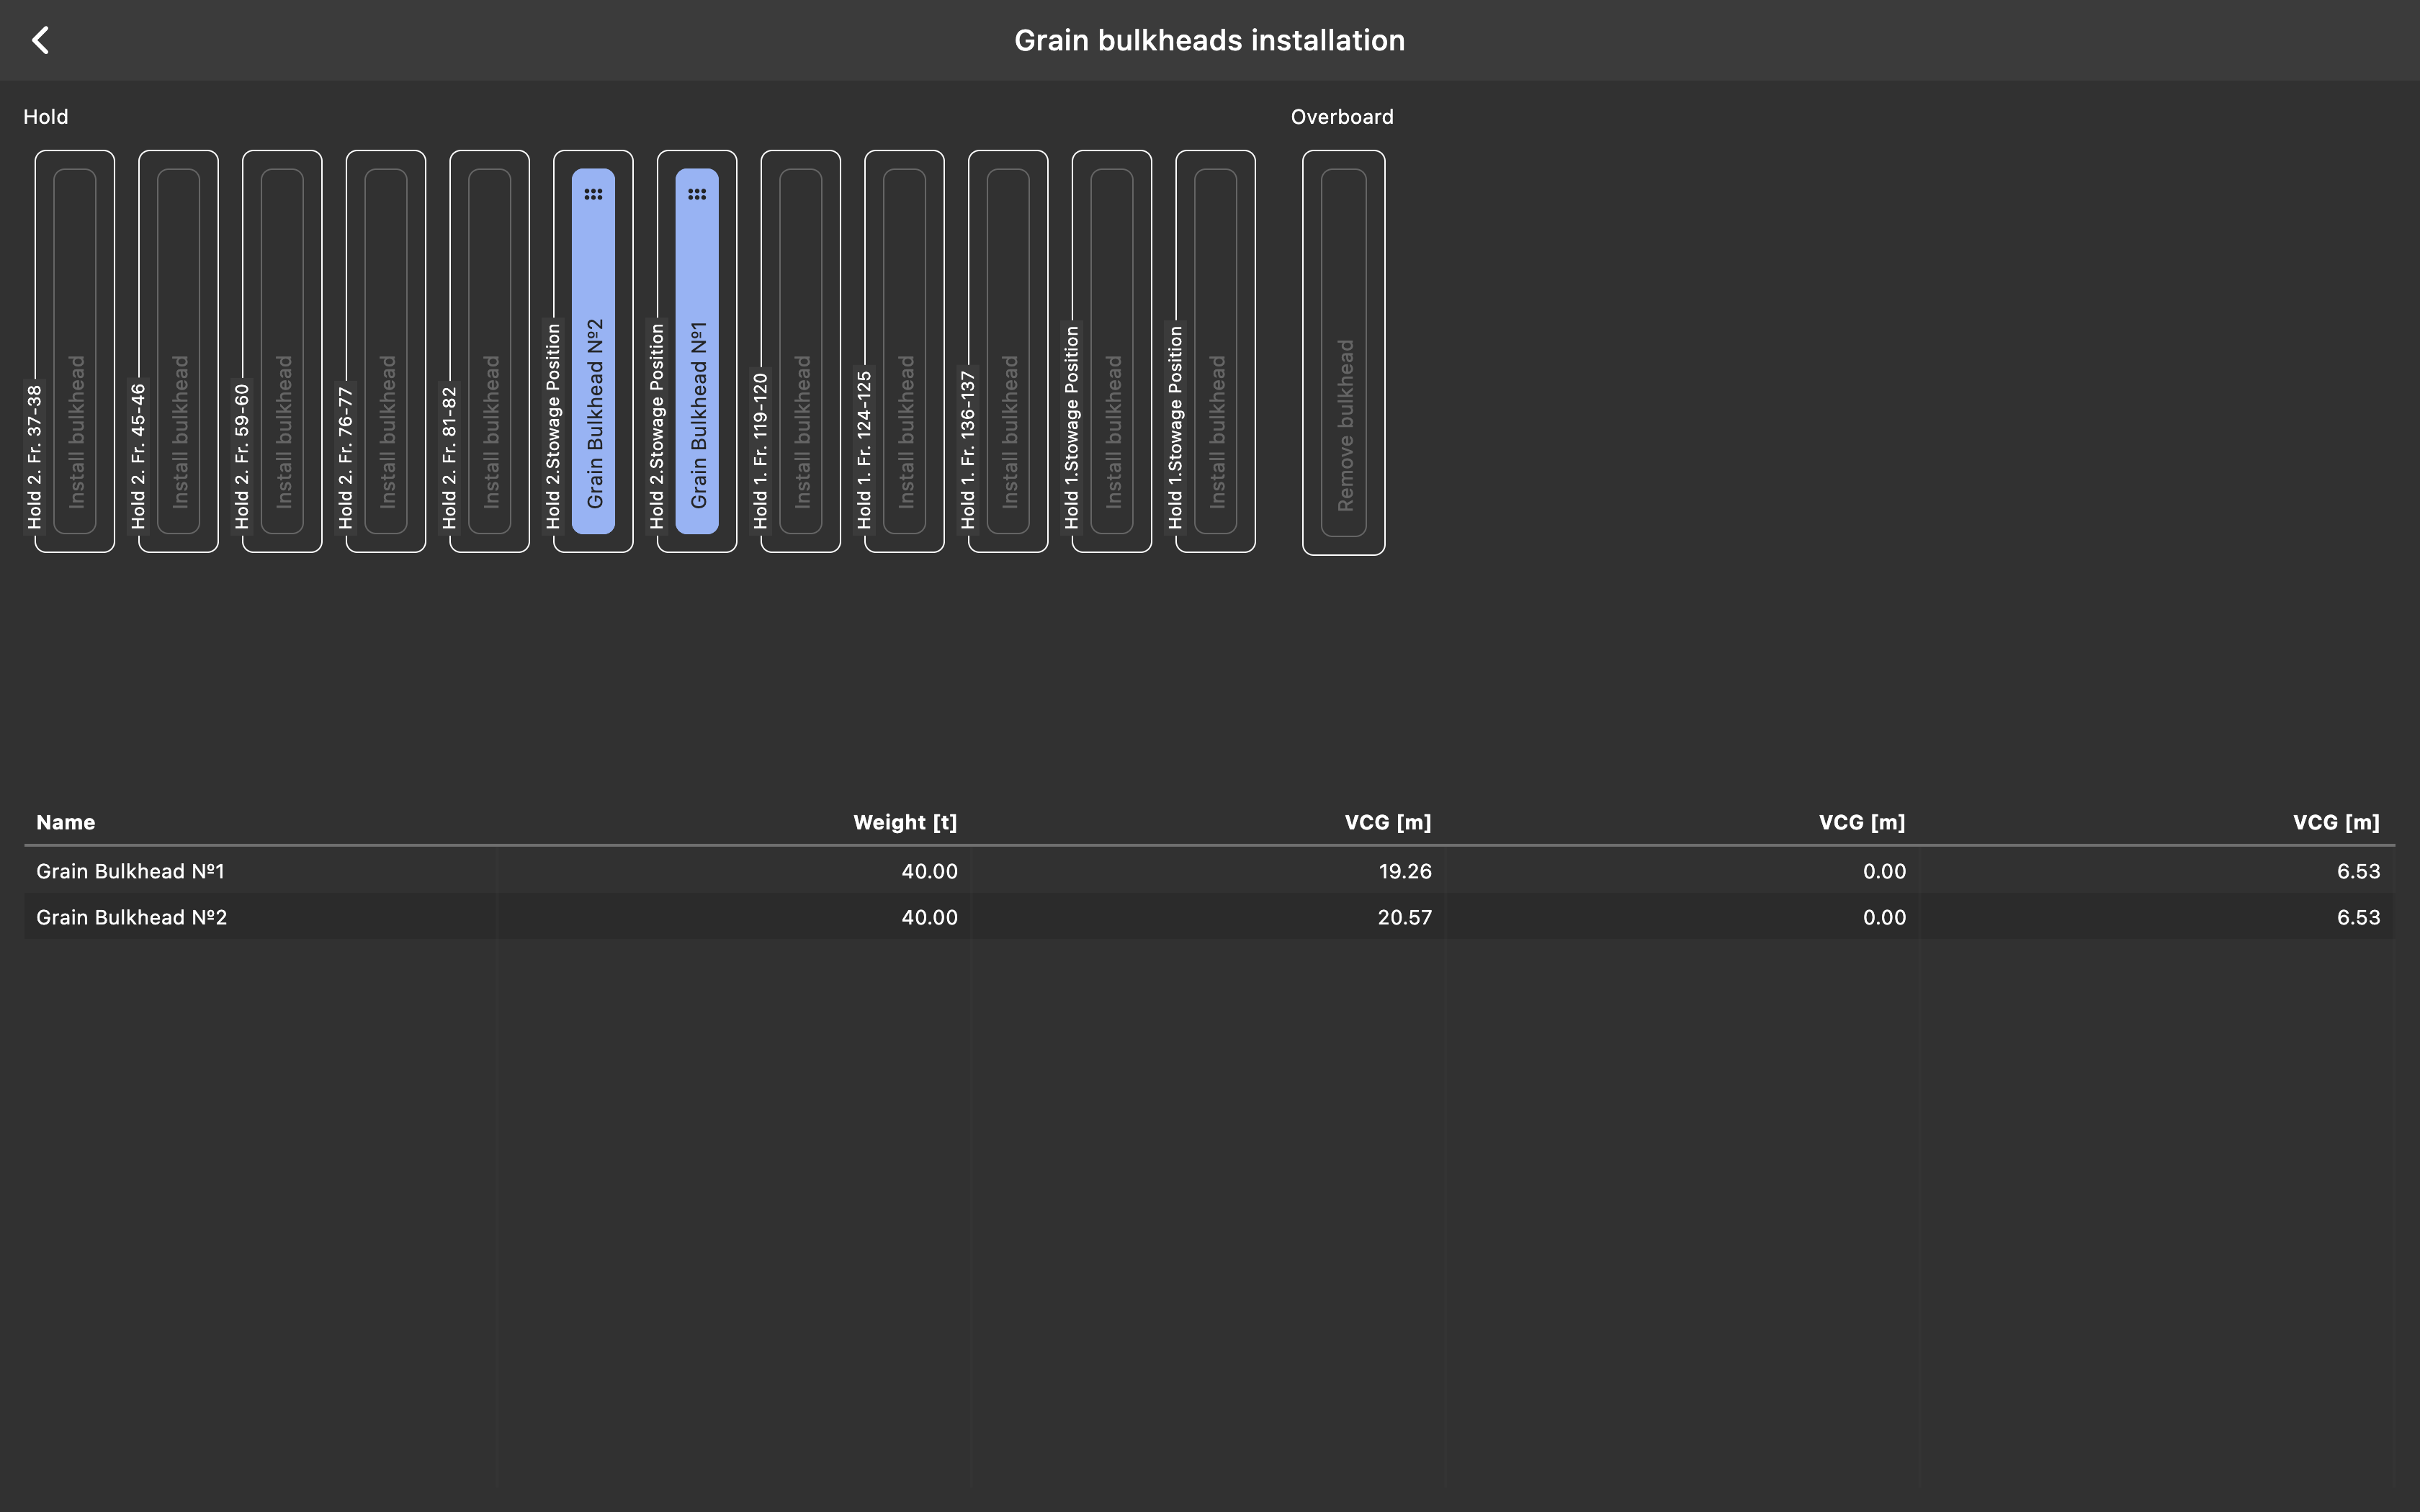 Grain bulkheads installation
Hold
Overboard
Hold 2. Fr. 37-38
Install bulkhead
Hold 2. Fr. 45-46
Install bulkhead
Hold 2. Fr. 59-60
Install bulkhead
Hold 2. Fr. 76-77
Install bulkhead
Hold 2. Fr. 81-82
Install bulkhead
Hold 2.Stowage Position
Grain Bulkhead №2
Hold 2.Stowage Position
Grain Bulkhead №1
Hold 1. Fr. 119-120
Install bulkhead
Hold 1. Fr. 124-125
Install bulkhead
Hold 1. Fr. 136-137
Install bulkhead
Hold 1.Stowage Position
Install bulkhead
Hold 1.Stowage Position
Install bulkhead
Remove bulkhead
Name Weight [t] VCG [m] VCG [m] VCG [m]
Grain Bulkhead №1 40.00 19.26 0.00 6.53
Grain Bulkhead №2 40.00 20.57 0.00 6.53